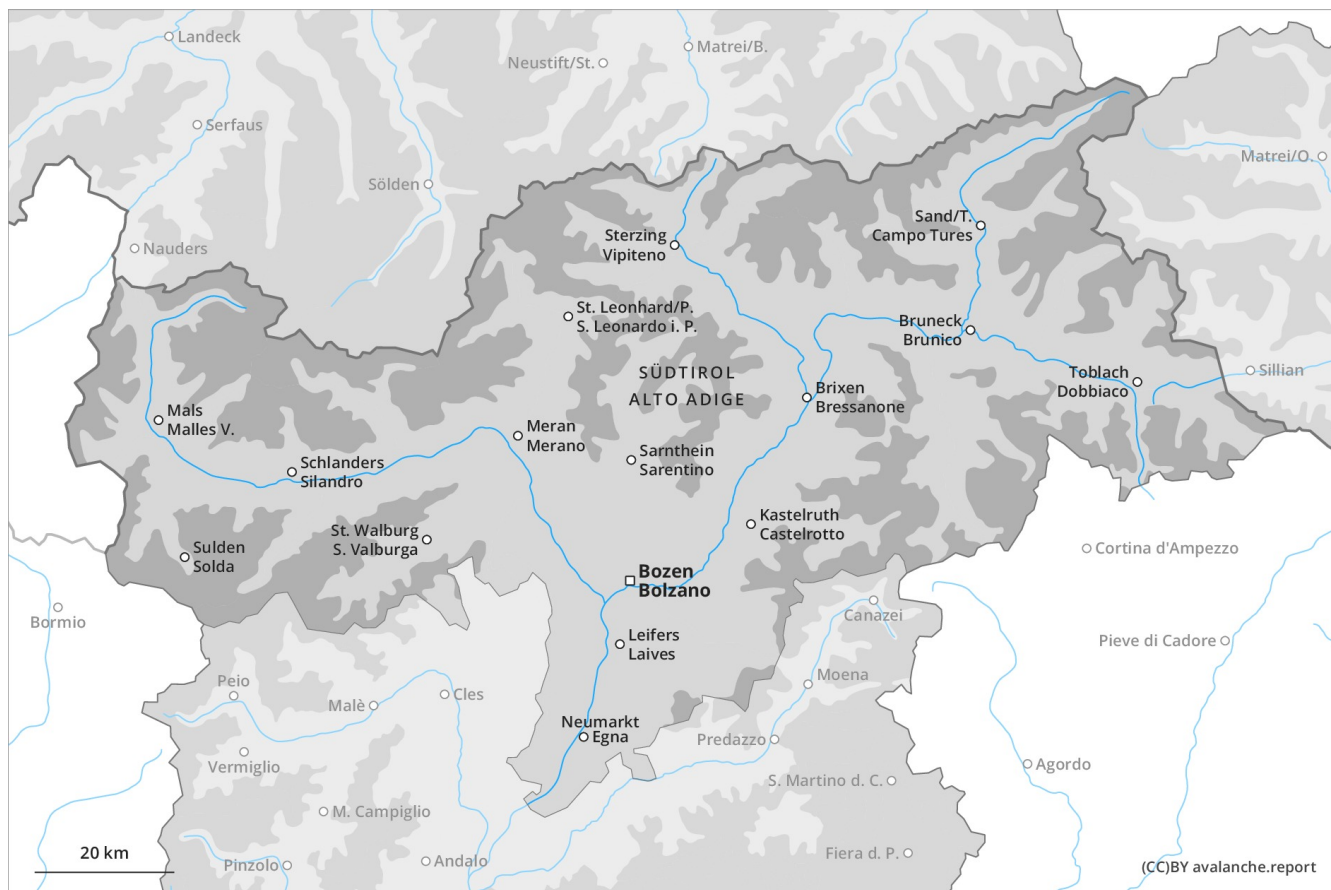 Landeck
Matrei/B.
Neustift/St.
Serfaus
Matrei/O.
Sölden
Sand/T.
Campo Tures
Sterzing
Vipiteno
Nauders
St. Leonhard/P.
S. Leonardo i. P.
Bruneck
Brunico
SÜDTIROL
ALTO ADIGE
Toblach
Dobbiaco
Sillian
Brixen
Bressanone
Mals
Malles V.
Meran
Merano
Sarnthein
Sarentino
Schlanders
Silandro
Kastelruth
Castelrotto
St. Walburg
S. Valburga
Sulden
Solda
Cortina d'Ampezzo
Bozen
Bolzano
Bormio
Canazei
Leifers
Laives
Pieve di Cadore
Peio
Moena
Malè
Cles
Neumarkt
Egna
Predazzo
Vermiglio
Agordo
S. Martino d. C.
M. Campiglio
20 km
Pinzolo
Andalo
Fiera d. P.
(CC)BY avalanche.report